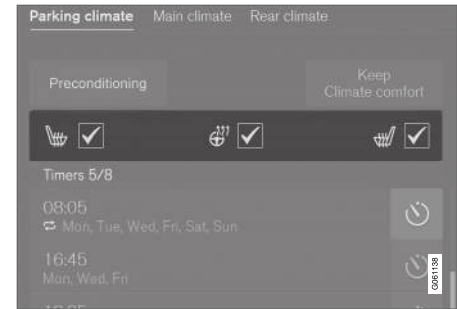 Parking climate Main climate Rear climate
Preconditioning
Keep
Climate comfort
Timers 5/8
08:05
Mon, Tue, Wed, Fri, Sat, Sun
16:45
Mon, Wed, Fri
G061138